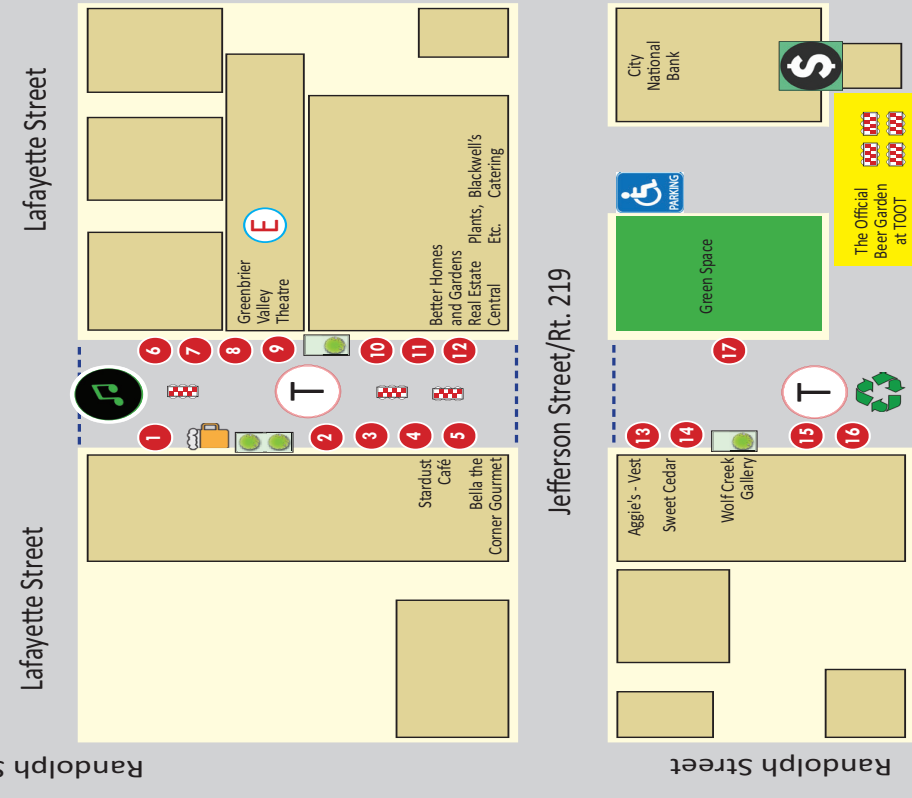 Lafayette Street
Lafayette Street
Greenbrier
Valley
Theatre
E
Better Homes
and Gardens
Real Estate
Central
Plants,
Etc.
Blackwell's
Catering
6
7
8
9
10
11
12
1
2
3
4
5
T
Stardust
Café
Bella the
Corner Gourmet
Jefferson Street/Rt. 219
City
National
Bank
$
PARKING
Green Space
The Official
Beer Garden
at TOOT
17
13
14
15
16
T
Aggie's - Vest
Sweet Cedar
Wolf Creek
Gallery
Randolph S
Randolph Street